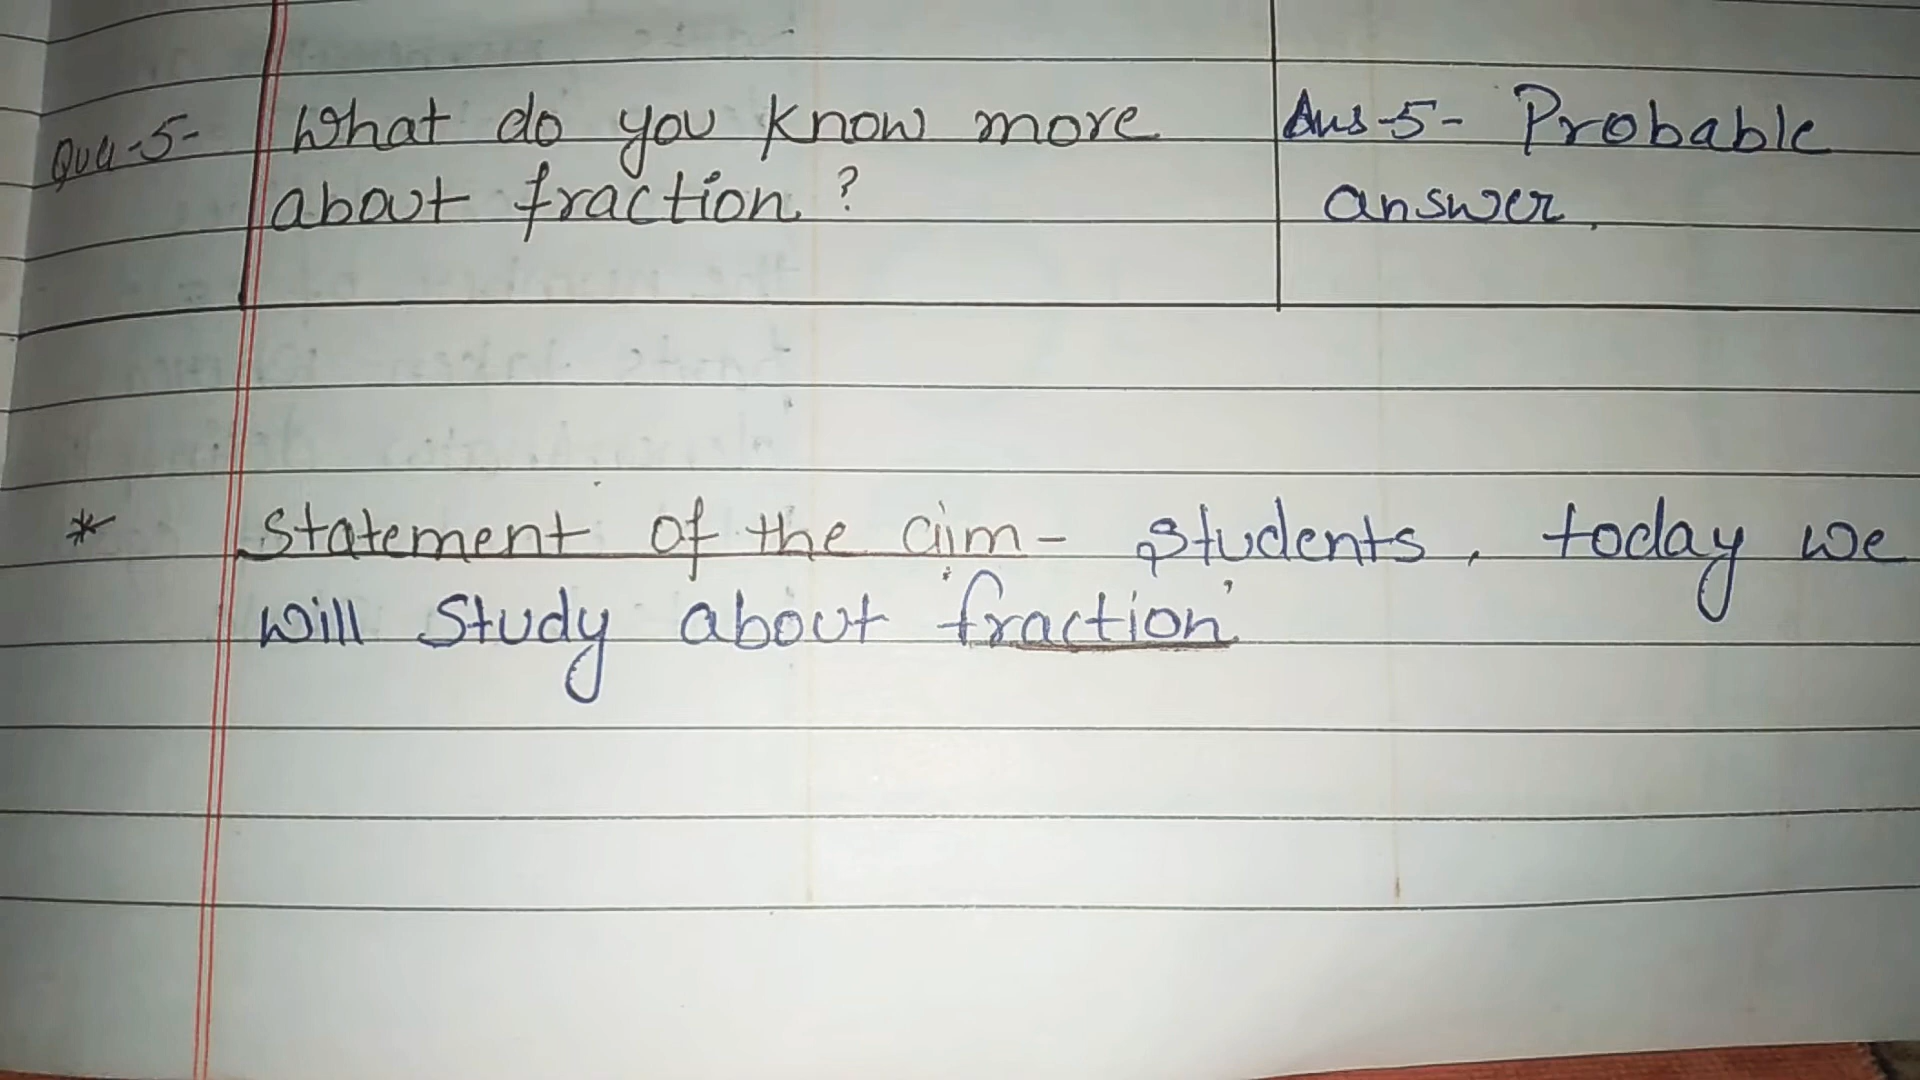 Que-5- What do you know more
about fraction ?
Ans-5- Probable
answer.
* Statement of the aim - Students, today we
will study about 'fraction'